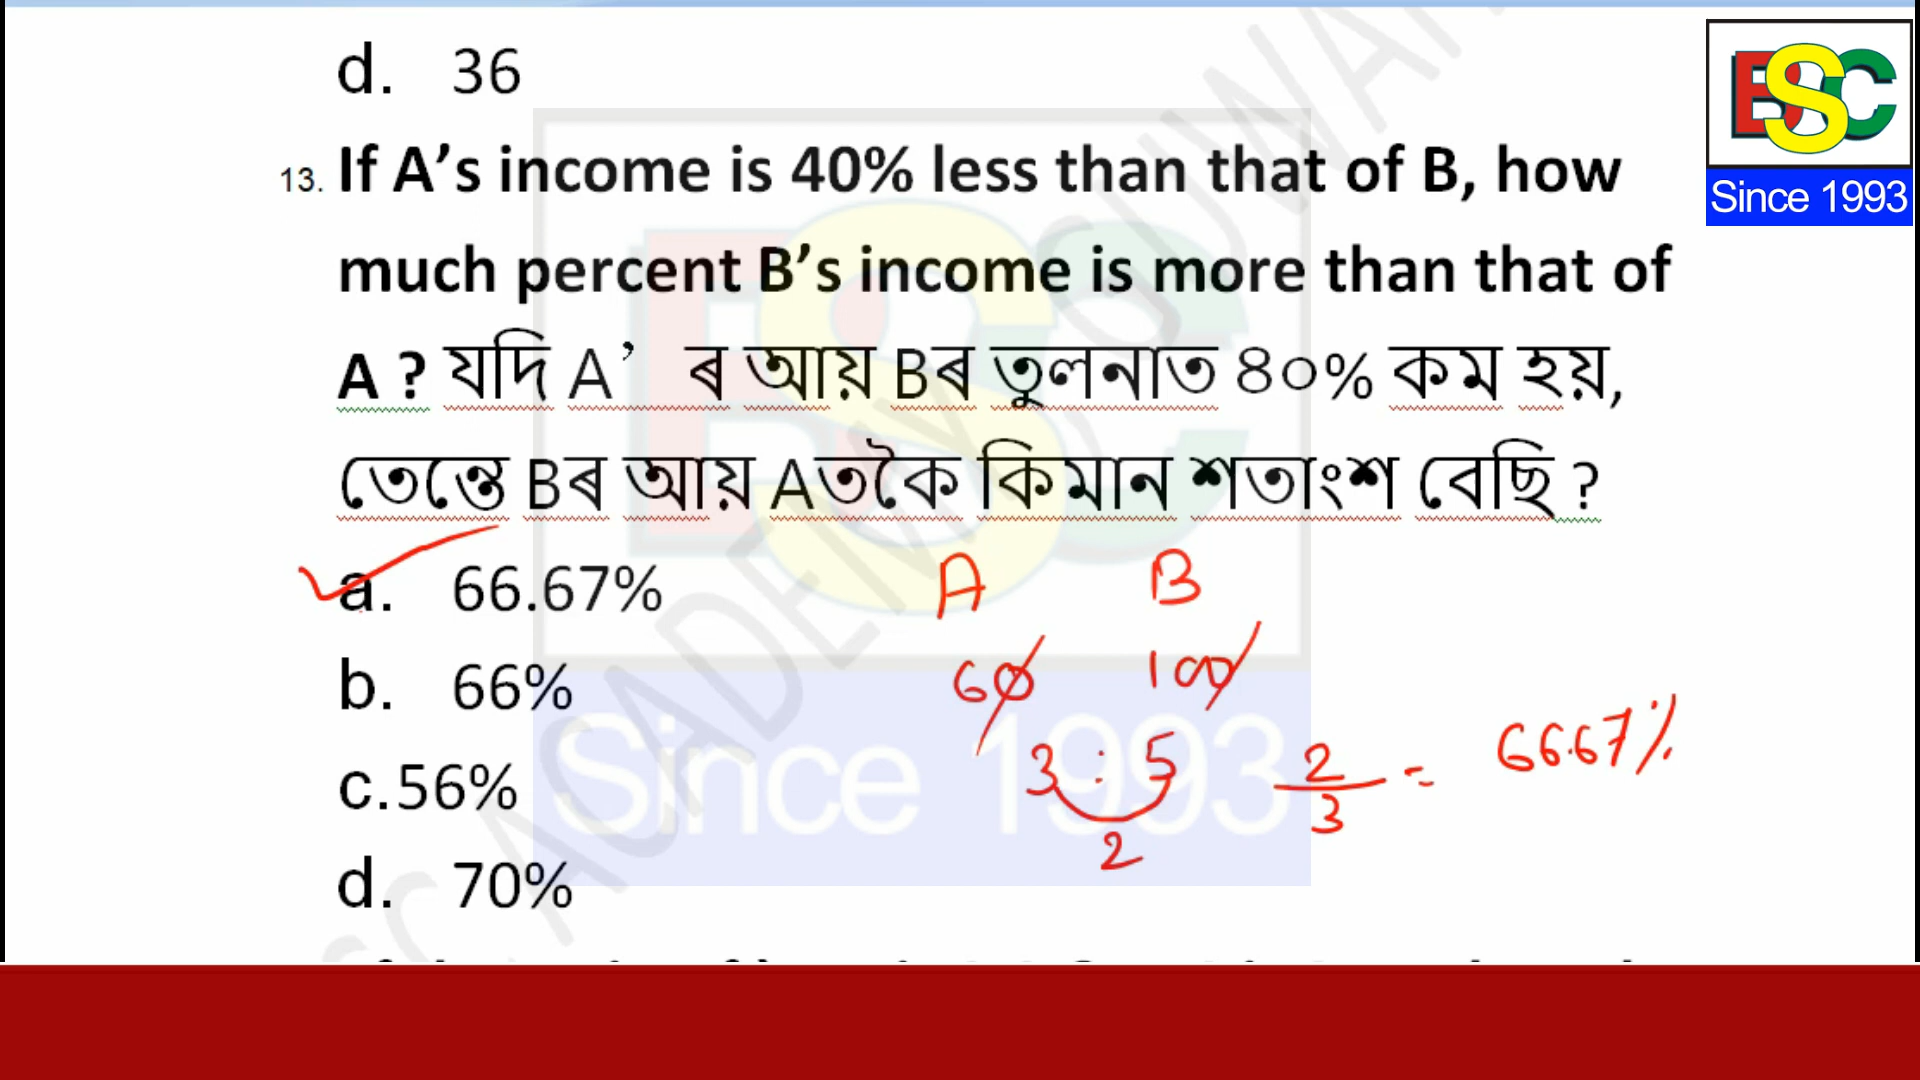 d. 36
BSC
Since 1993
13. If A’s income is 40% less than that of B, how
much percent B’s income is more than that of
A ? যদি A’ ৰ আয় Bৰ তুলনাত ৪০% কম হয়,
তেন্তে Bৰ আয় Aতকৈ কিমান শতাংশ বেছি ?
a. 66.67%
b. 66%
c.56%
d. 70%
A B
60 100
3 : 5
2
2/3 = 66.67%
BSC
Since 1993